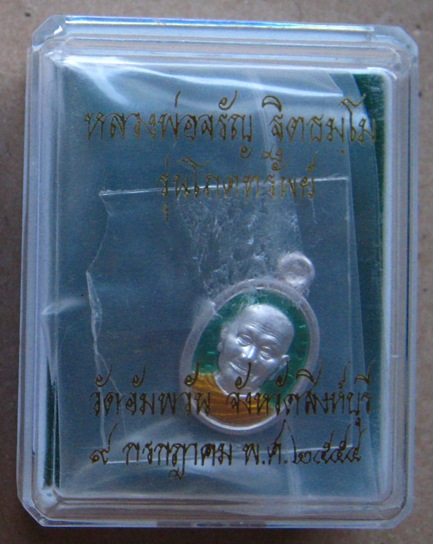 หลวงพ่อจรัญ ฐิตธมฺโม
รุ่นโภคทรัพย์
วัดอัมพวัน จังหวัดสิงห์บุรี
๙ กรกฎาคม พ.ศ. ๒๕๕๔